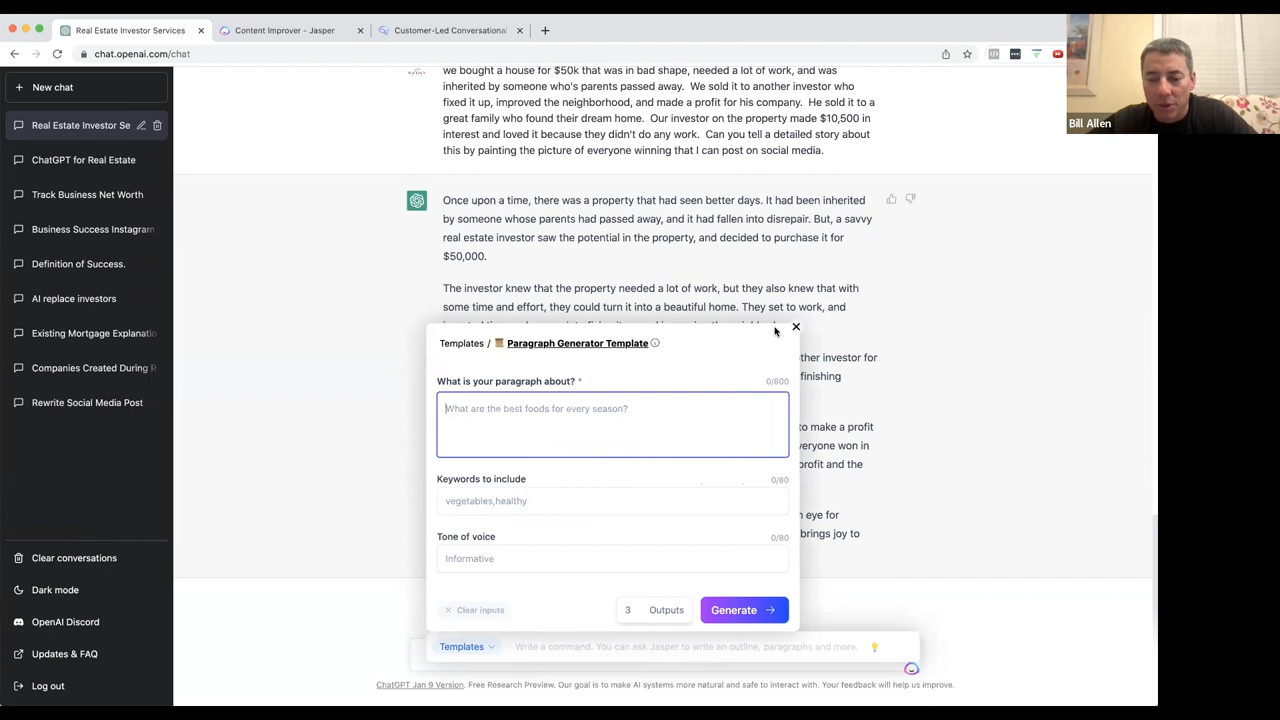 Real Estate Investor Services
Content Improver - Jasper
Customer-Led Conversational
chat.openai.com/chat
Bill Allen
New chat
Real Estate Investor Se
ChatGPT for Real Estate
Track Business Net Worth
Business Success Instagram
Definition of Success.
AI replace investors
Existing Mortgage Explanatio
Companies Created During R
Rewrite Social Media Post
Clear conversations
Dark mode
OpenAI Discord
Updates & FAQ
Log out
we bought a house for $50k that was in bad shape, needed a lot of work, and was
inherited by someone who's parents passed away. We sold it to another investor who
fixed it up, improved the neighborhood, and made a profit for his company. He sold it to a
great family who found their dream home. Our investor on the property made $10,500 in
interest and loved it because they didn't do any work. Can you tell a detailed story about
this by painting the picture of everyone winning that I can post on social media.
Once upon a time, there was a property that had seen better days. It had been inherited
by someone whose parents had passed away, and it had fallen into disrepair. But, a savvy
real estate investor saw the potential in the property, and decided to purchase it for
$50,000.
The investor knew that the property needed a lot of work, but they also knew that with
some time and effort, they could turn it into a beautiful home. They set to work, and
ther investor for
finishing
to make a profit
veryone won in
profit and the
n eye for
brings joy to
Templates / Paragraph Generator Template
What is your paragraph about? * 0/800
What are the best foods for every season?
Keywords to include 0/80
vegetables,healthy
Tone of voice 0/80
Informative
Clear inputs 3 Outputs Generate
Templates Write a command. You can ask Jasper to write an outline, paragraphs and more.
ChatGPT Jan 9 Version. Free Research Preview. Our goal is to make AI systems more natural and safe to interact with. Your feedback will help us improve.